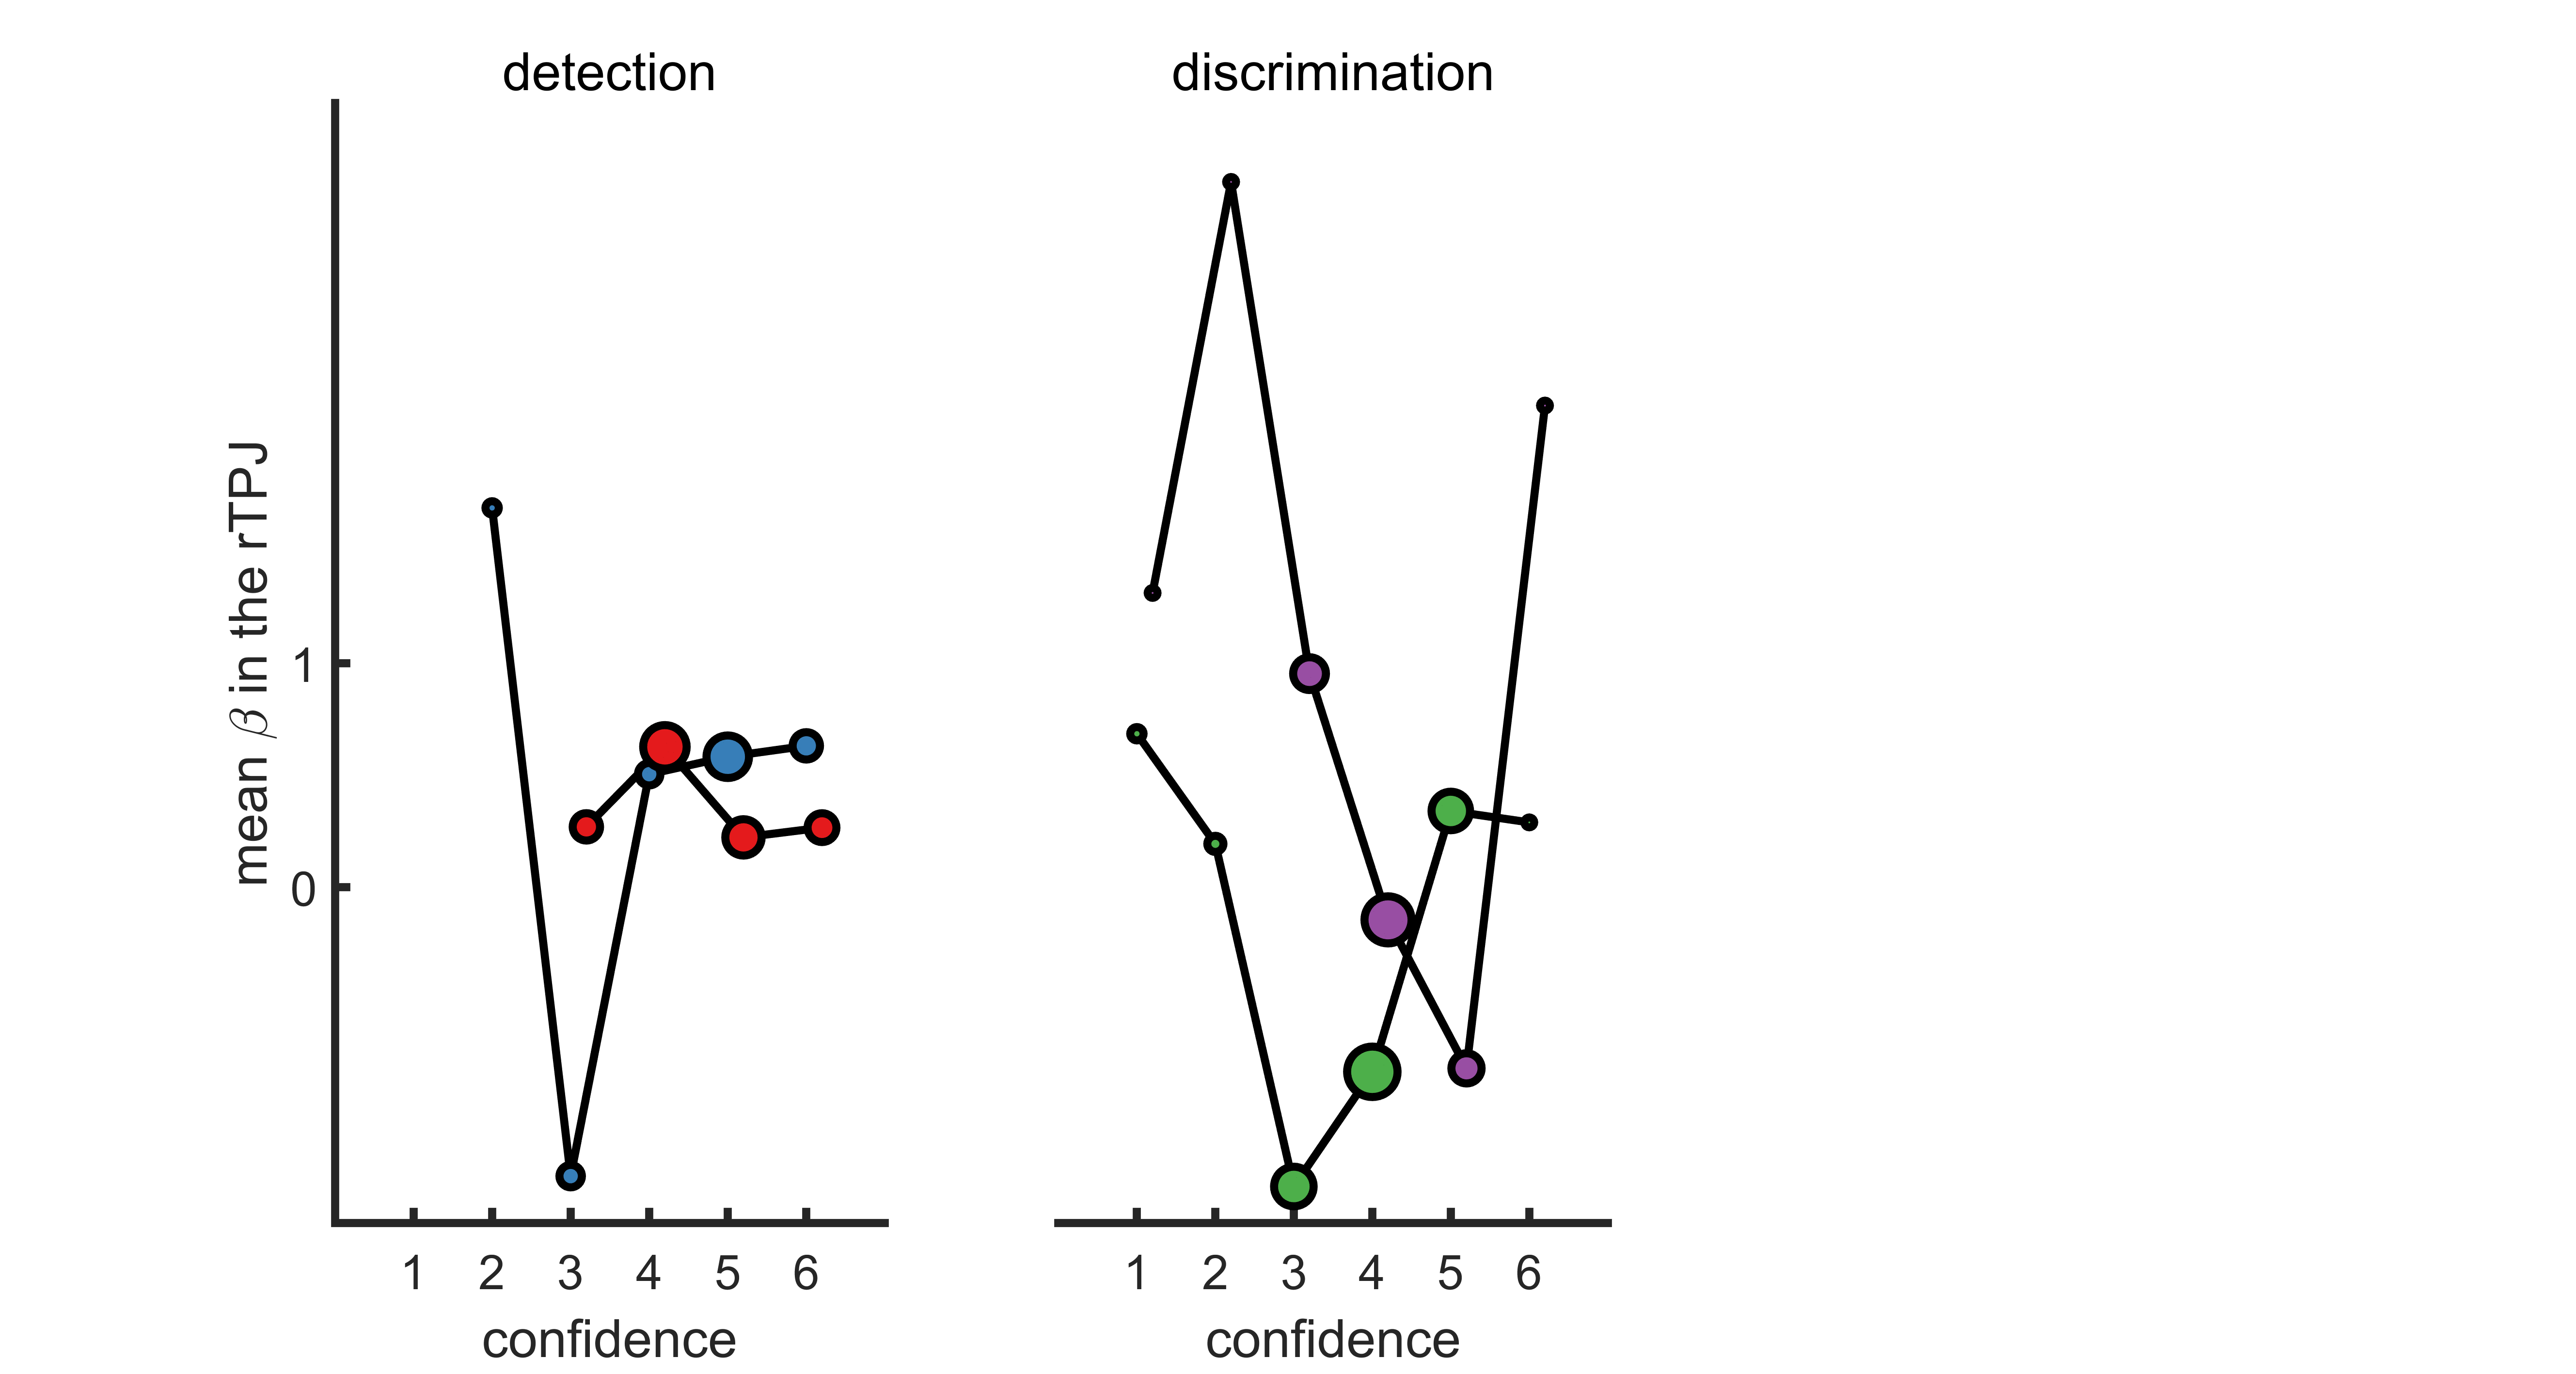 detection
discrimination
mean β in the rTPJ
1
0
1 2 3 4 5 6
1 2 3 4 5 6
confidence
confidence